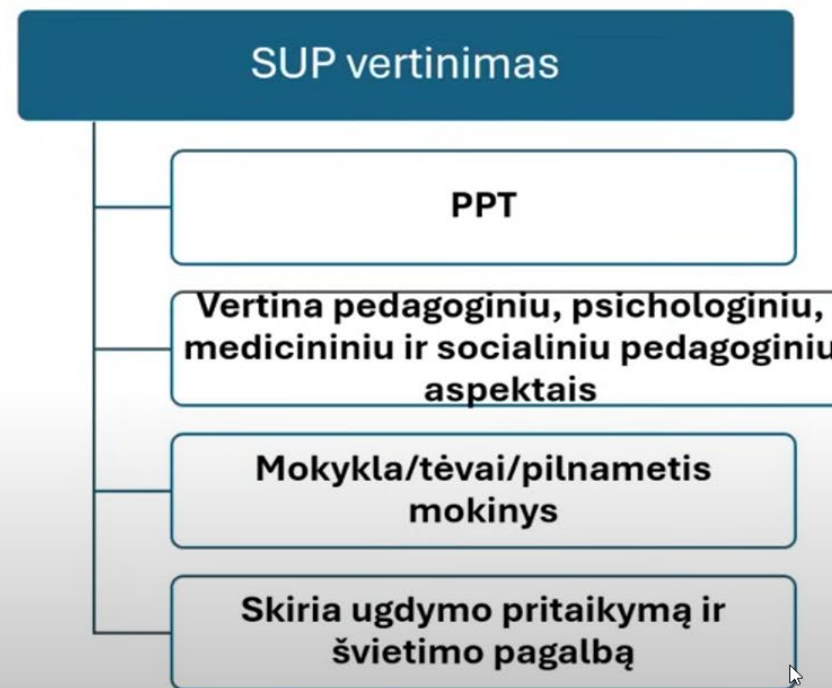 SUP vertinimas
PPT
Vertina pedagoginiu, psichologiniu,
medicininiu ir socialiniu pedagoginiu
aspektais
Mokykla/tėvai/pilnametis
mokinys
Skiria ugdymo pritaikymą ir
švietimo pagalbą